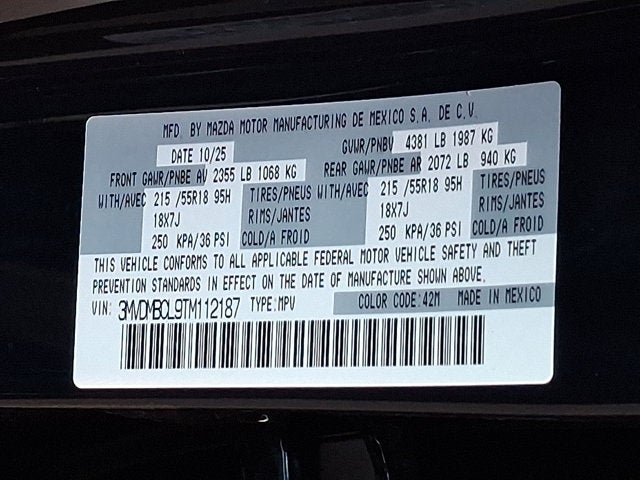 MFD. BY MAZDA MOTOR MANUFACTURING DE MEXICO S.A. DE C.V.
DATE 10/25 GVWR/PNBV 4381 LB 1987 KG
FRONT GAWR/PNBE AV 2355 LB 1068 KG REAR GAWR/PNBE AR 2072 LB 940 KG
WITH/AVEC 215 /55R18 95H TIRES/PNEUS WITH/AVEC 215 /55R18 95H TIRES/PNEUS
18X7J RIMS/JANTES 18X7J RIMS/JANTES
250 KPA/36 PSI COLD/A FROID 250 KPA/36 PSI COLD/A FROID
THIS VEHICLE CONFORMS TO ALL APPLICABLE FEDERAL MOTOR VEHICLE SAFETY AND THEFT
PREVENTION STANDARDS IN EFFECT ON THE DATE OF MANUFACTURE SHOWN ABOVE.
VIN: 3MVDMBCL9TM112187 TYPE:MPV COLOR CODE:42M MADE IN MEXICO